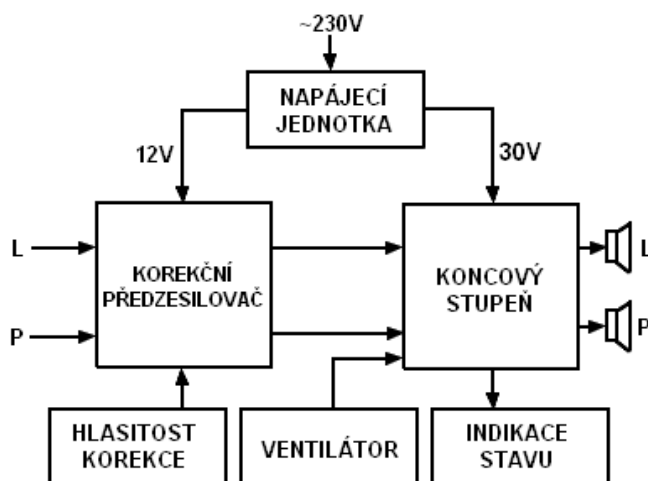 ~230V
NAPÁJECÍ
JEDNOTKA
12V
30V
L
KOREKČNÍ
PŘEDZESILOVAČ
P
KONCOVÝ
STUPEŇ
L
P
HLASITOST
KOREKCE
VENTILÁTOR
INDIKACE
STAVU